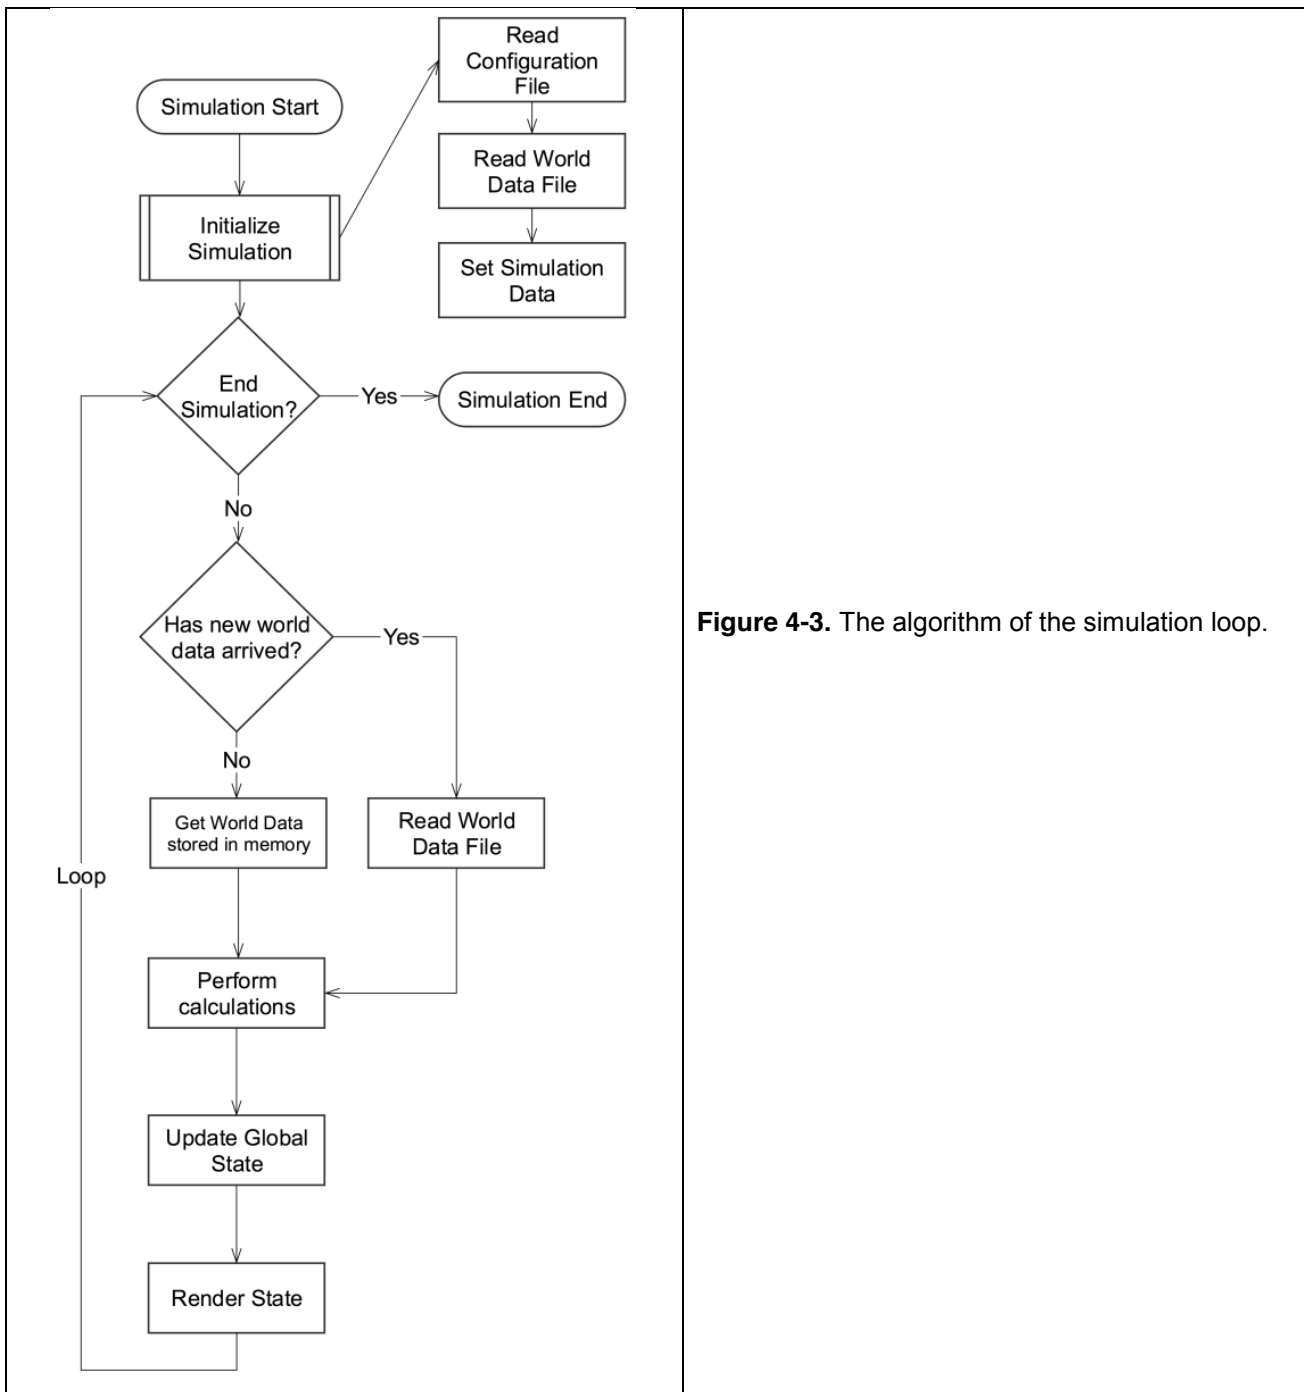 Simulation Start
Initialize
Simulation
Read
Configuration
File
Read World
Data File
Set Simulation
Data
End
Simulation?
Yes
Simulation End
No
Has new world
data arrived?
Yes
No
Get World Data
stored in memory
Read World
Data File
Loop
Perform
calculations
Update Global
State
Render State
Figure 4-3. The algorithm of the simulation loop.